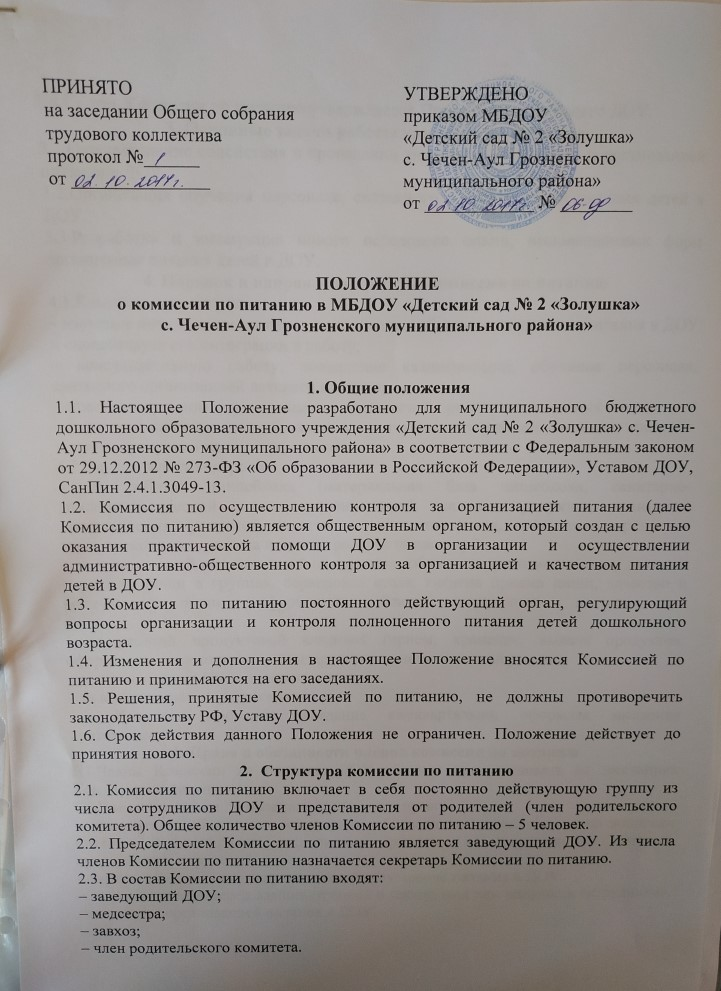 ПРИНЯТО
на заседании Общего собрания
трудового коллектива
протокол № 1
от 02.10.2017г.
УТВЕРЖДЕНО
приказом МБДОУ
«Детский сад № 2 «Золушка»
с. Чечен-Аул Грозненского
муниципального района»
от 02.10.2017г. № 06-од
ПОЛОЖЕНИЕ
о комиссии по питанию в МБДОУ «Детский сад № 2 «Золушка»
с. Чечен-Аул Грозненского муниципального района»
1. Общие положения
1.1. Настоящее Положение разработано для муниципального бюджетного
дошкольного образовательного учреждения «Детский сад № 2 «Золушка» с. Чечен-
Аул Грозненского муниципального района» в соответствии с Федеральным законом
от 29.12.2012 № 273-ФЗ «Об образовании в Российской Федерации», Уставом ДОУ,
СанПин 2.4.1.3049-13.
1.2. Комиссия по осуществлению контроля за организацией питания (далее
Комиссия по питанию) является общественным органом, который создан с целью
оказания практической помощи ДОУ в организации и осуществлении
административно-общественного контроля за организацией и качеством питания
детей в ДОУ.
1.3. Комиссия по питанию постоянного действующий орган, регулирующий
вопросы организации и контроля полноценного питания детей дошкольного
возраста.
1.4. Изменения и дополнения в настоящее Положение вносятся Комиссией по
питанию и принимаются на его заседаниях.
1.5. Решения, принятые Комиссией по питанию, не должны противоречить
законодательству РФ, Уставу ДОУ.
1.6. Срок действия данного Положения не ограничен. Положение действует до
принятия нового.
2. Структура комиссии по питанию
2.1. Комиссия по питанию включает в себя постоянно действующую группу из
числа сотрудников ДОУ и представителя от родителей (член родительского
комитета). Общее количество членов Комиссии по питанию – 5 человек.
2.2. Председателем Комиссии по питанию является заведующий ДОУ. Из числа
членов Комиссии по питанию назначается секретарь Комиссии по питанию.
2.3. В состав Комиссии по питанию входят:
– заведующий ДОУ;
– медсестра;
– завхоз;
– член родительского комитета.